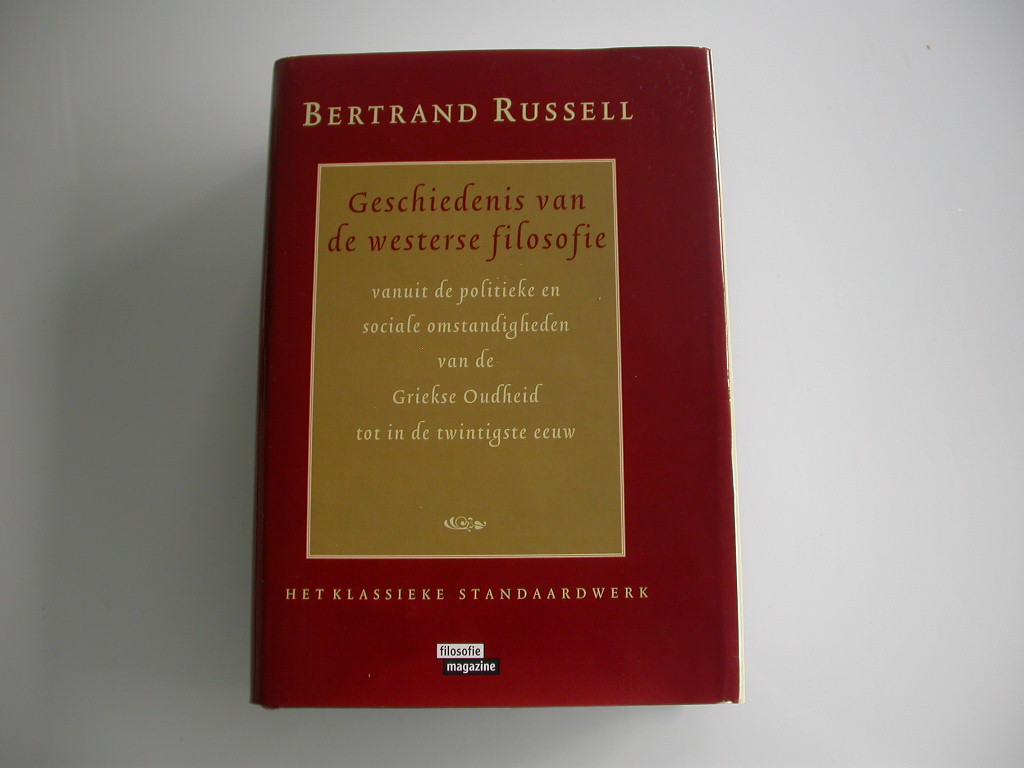 BERTRAND RUSSELL
Geschiedenis van
de westerse filosofie
vanuit de politieke en
sociale omstandigheden
van de
Griekse Oudheid
tot in de twintigste eeuw
HET KLASSIEKE STANDAARDWERK
filosofie
magazine